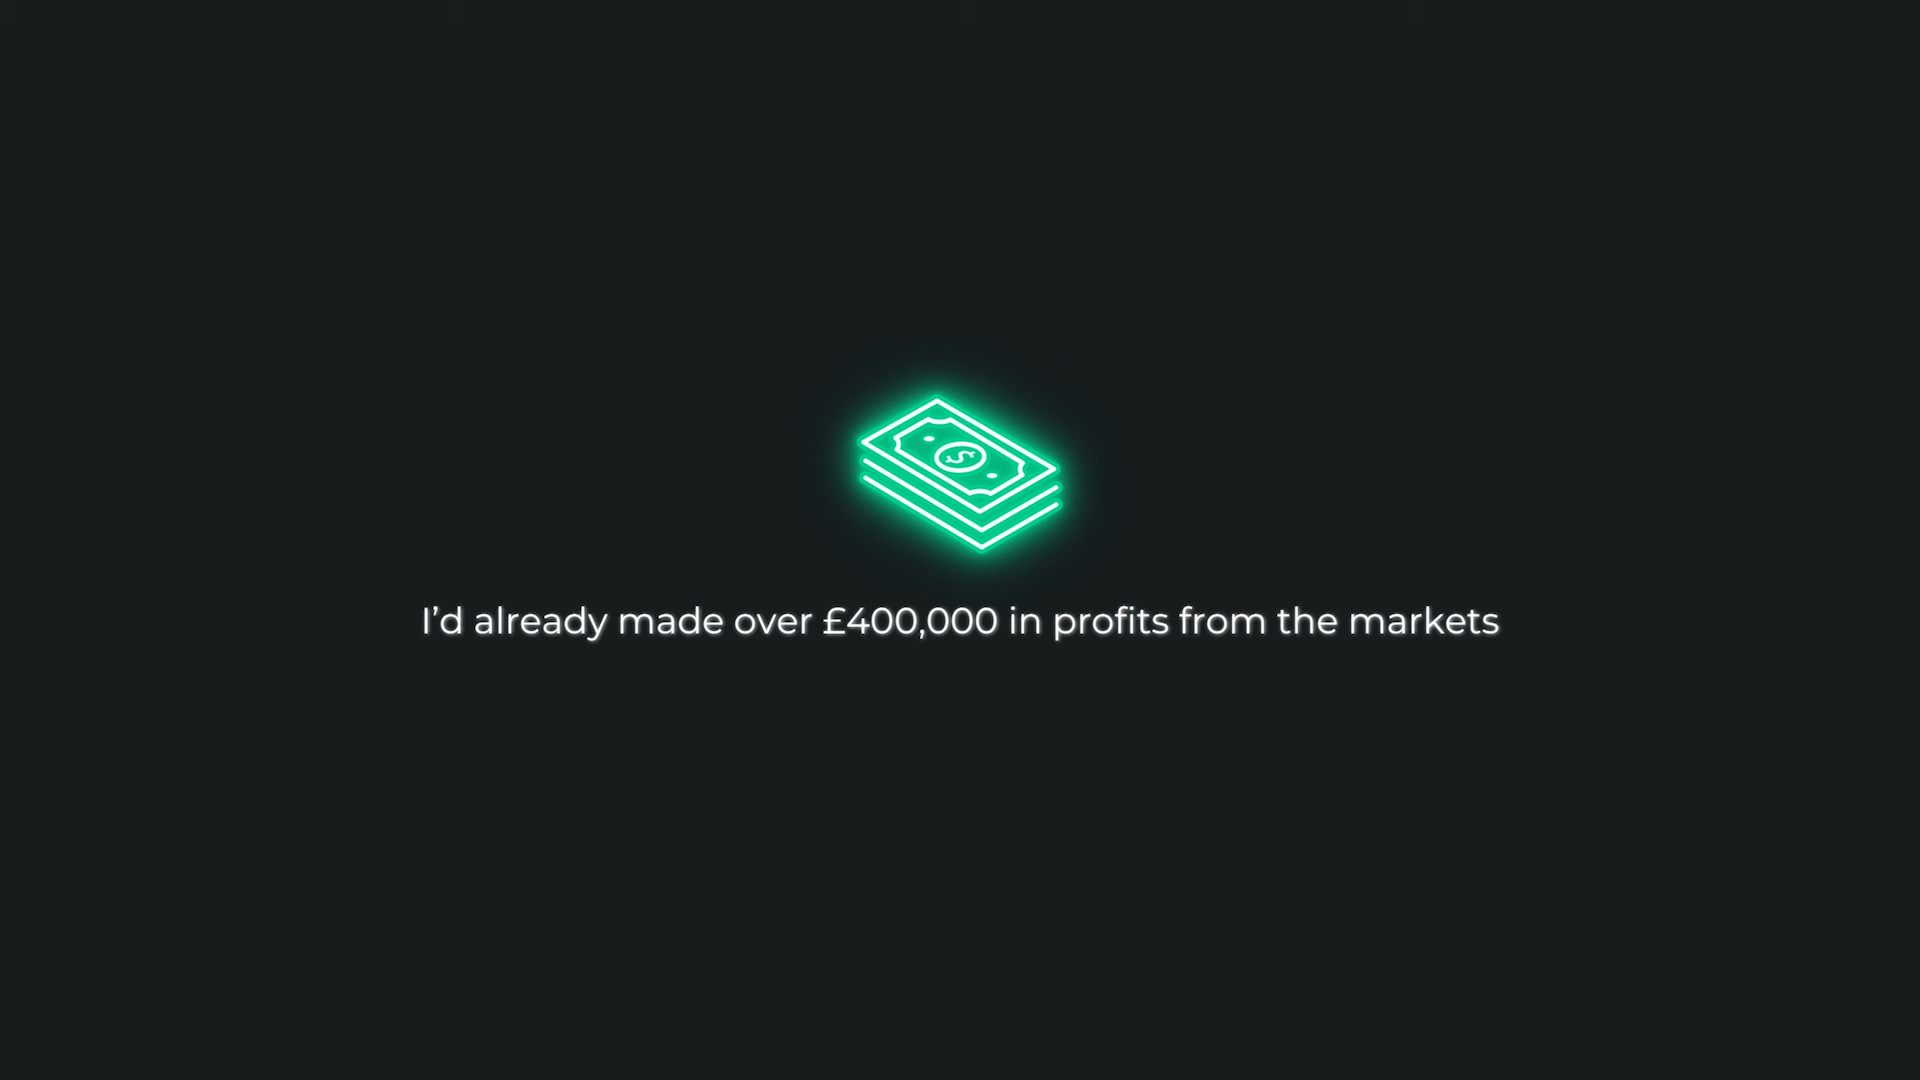 $
I’d already made over £400,000 in profits from the markets